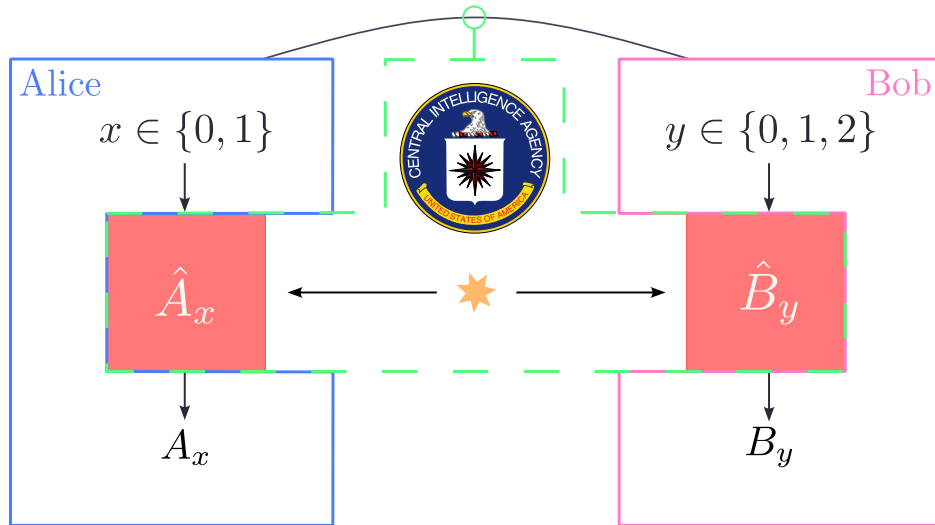 Alice
Bob
x ∈ {0, 1}
y ∈ {0, 1, 2}
CENTRAL INTELLIGENCE AGENCY
UNITED STATES OF AMERICA
Â_x
B̂_y
A_x
B_y